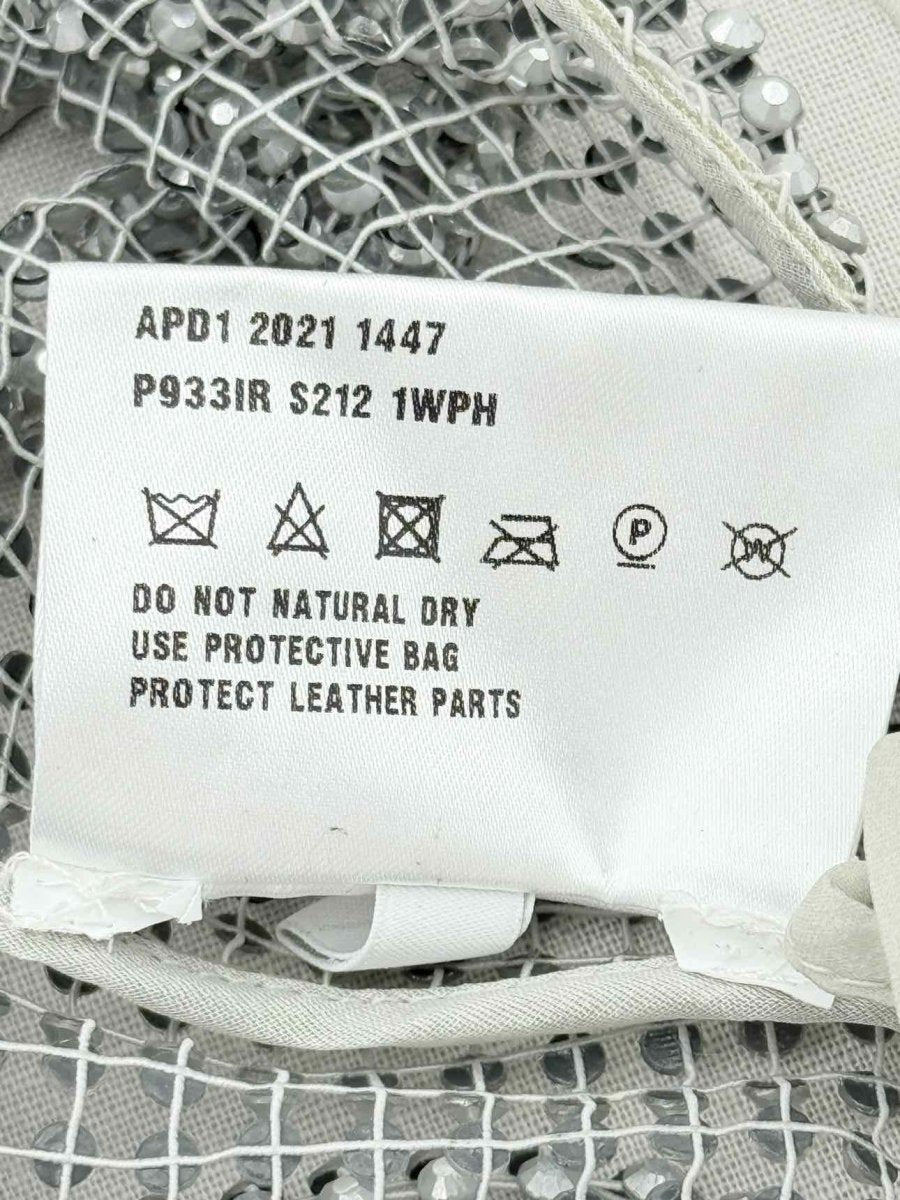 APD1 2021 1447
P933IR S212 1WPH
P W
DO NOT NATURAL DRY
USE PROTECTIVE BAG
PROTECT LEATHER PARTS